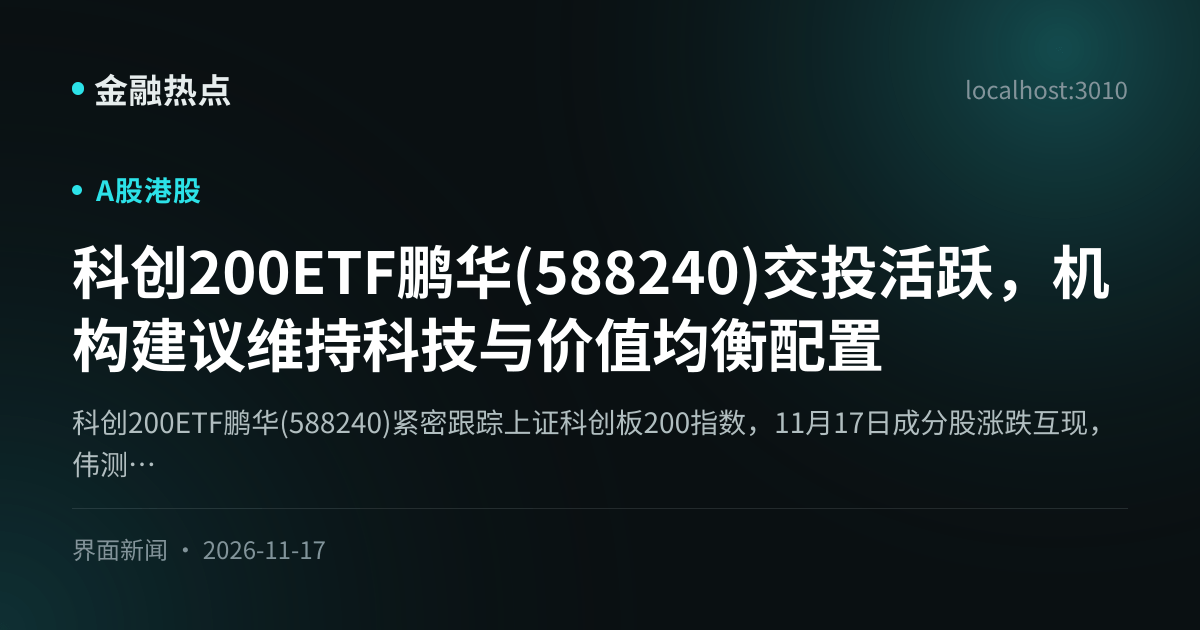 金融热点
localhost:3010
A股港股
科创200ETF鹏华(588240)交投活跃，机
构建议维持科技与价值均衡配置
科创200ETF鹏华(588240)紧密跟踪上证科创板200指数，11月17日成分股涨跌互现，
伟测…
界面新闻 · 2026-11-17